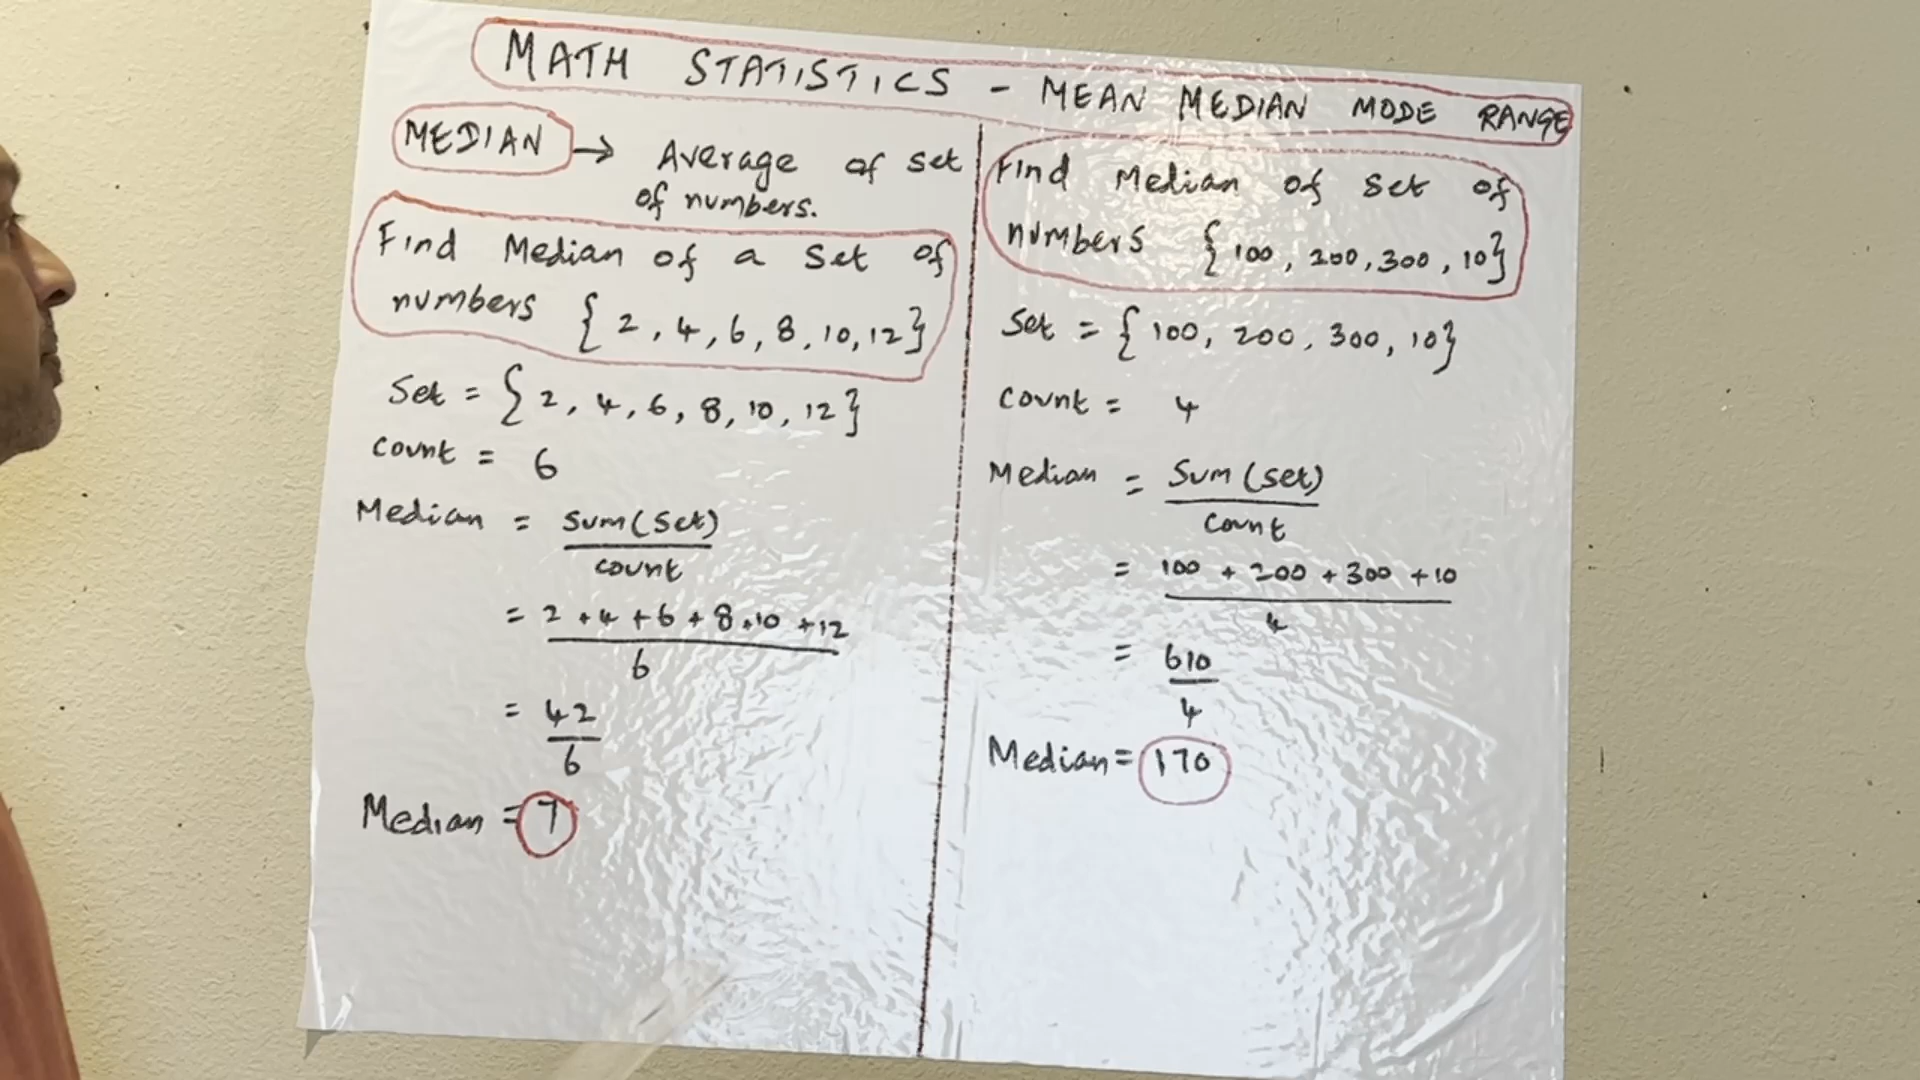 MATH STATISTICS - MEAN MEDIAN MODE RANGE
MEDIAN → Average of set
of numbers.
Find Median of a Set of
numbers { 2, 4, 6, 8, 10, 12}
Set = { 2, 4, 6, 8, 10, 12}
count = 6
Median = Sum(Set)
count
= 2 + 4 + 6 + 8 + 10 + 12
6
= 42
6
Median = 7
Find Median of Set of
numbers { 100, 200, 300, 10}
Set = { 100, 200, 300, 10}
count = 4
Median = Sum (set)
count
= 100 + 200 + 300 + 10
4
= 610
4
Median = 170